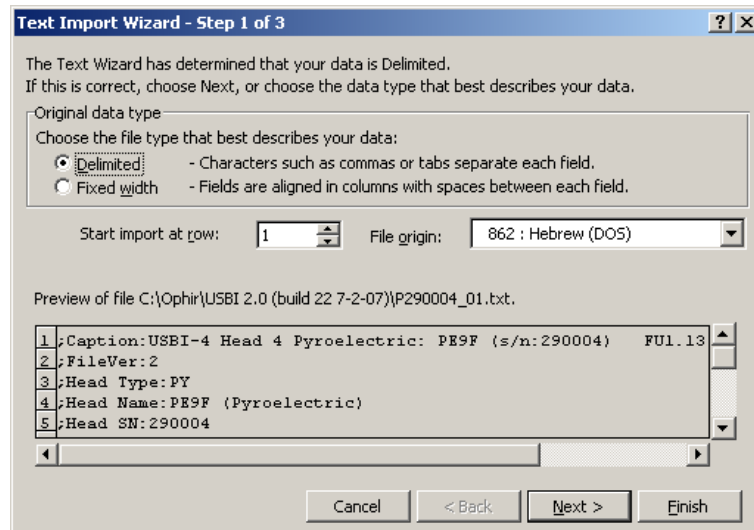 Text Import Wizard - Step 1 of 3
The Text Wizard has determined that your data is Delimited.
If this is correct, choose Next, or choose the data type that best describes your data.
Original data type
Choose the file type that best describes your data:
Delimited - Characters such as commas or tabs separate each field.
Fixed width - Fields are aligned in columns with spaces between each field.
Start import at row: 1 File origin: 862 : Hebrew (DOS)
Preview of file C:\Ophir\USBI 2.0 (build 22 7-2-07)\P290004_01.txt.
1 ;Caption:USBI-4 Head 4 Pyroelectric: PE9F (s/n:290004) FU1.13
2 ;FileVer:2
3 ;Head Type:PY
4 ;Head Name:PE9F (Pyroelectric)
5 ;Head SN:290004
Cancel < Back Next > Finish